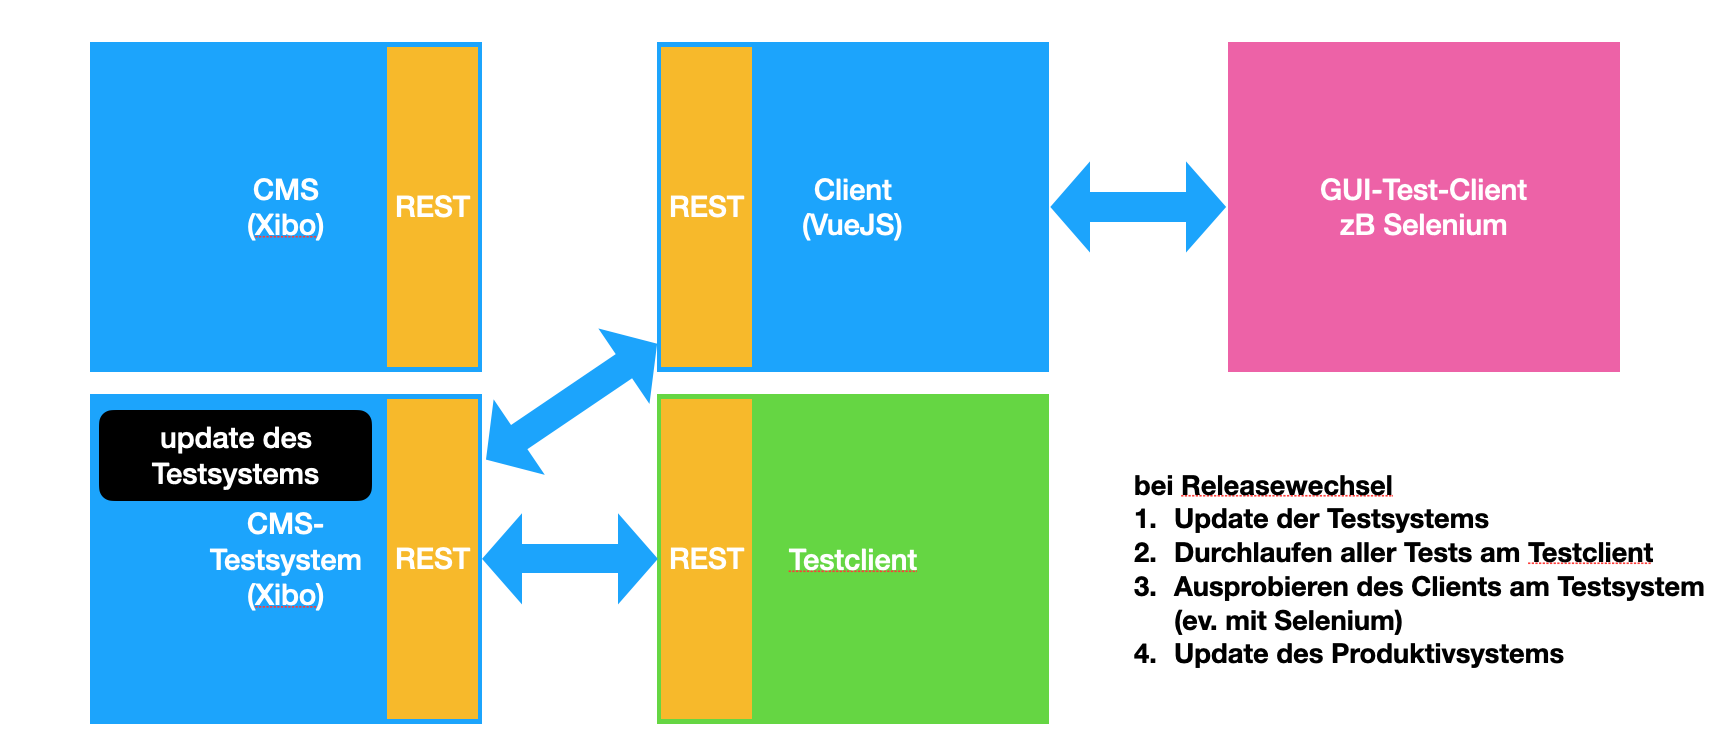 CMS
(Xibo)
REST
REST
Client
(VueJS)
GUI-Test-Client
zB Selenium
update des
Testsystems
CMS-
Testsystem
(Xibo)
REST
REST
Testclient
bei Releasewechsel
1. Update der Testsystems
2. Durchlaufen aller Tests am Testclient
3. Ausprobieren des Clients am Testsystem
(ev. mit Selenium)
4. Update des Produktivsystems